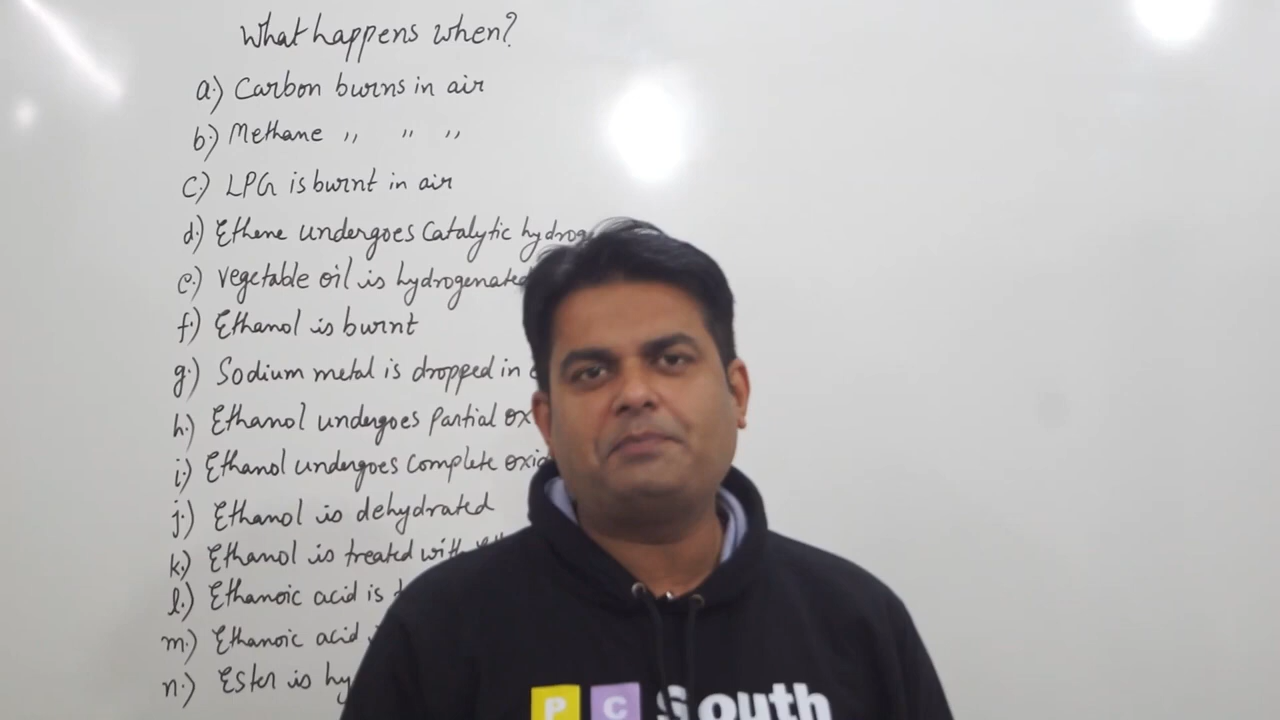 What happens when?
a.) Carbon burns in air
b.) Methane ,, ,, ,,
c.) LPG is burnt in air
d.) Ethene undergoes Catalytic
e.) vegetable oil is hydrogenated
f.) Ethanol is burnt
g.) Sodium metal is dropped in
h.) Ethanol undergoes Partial
i.) Ethanol undergoes Complete
j.) Ethanol is dehydrated
k.) Ethanol is treated with
l.) Ethanoic acid is
m.) Ethanoic acid
n.) Ester is
P C South